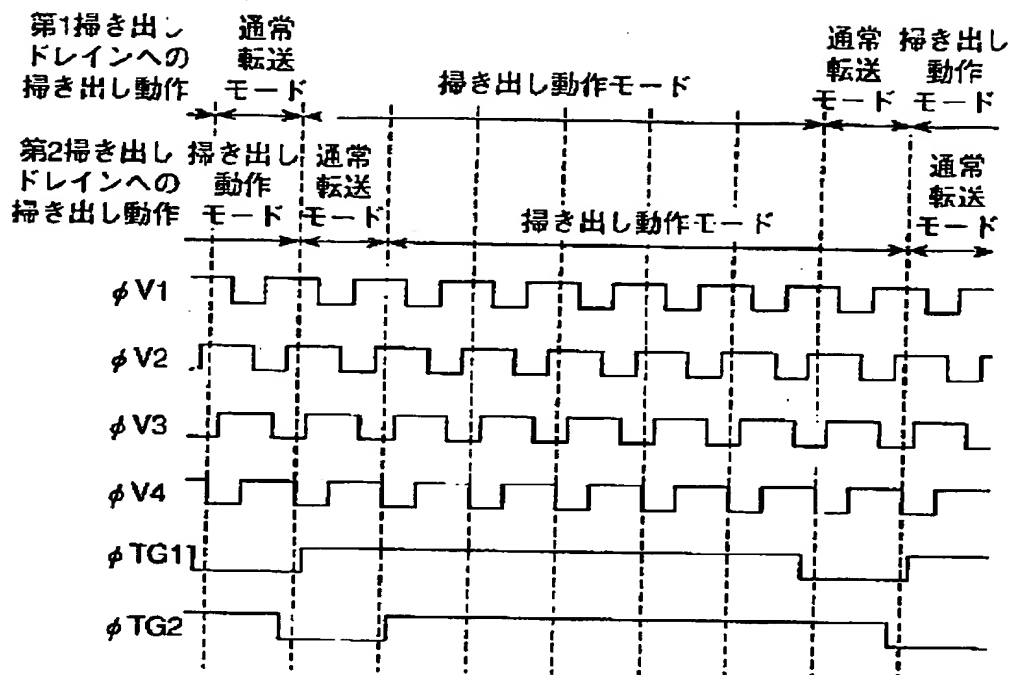 第1掃き出し
ドレインへの
掃き出し動作
通常
転送
モード
掃き出し動作モード
通常
転送
モード
掃き出し
動作
モード
第2掃き出し
ドレインへの
掃き出し動作
掃き出し
動作
モード
通常
転送
モード
掃き出し動作モード
通常
転送
モード
φV1
φV2
φV3
φV4
φTG1
φTG2